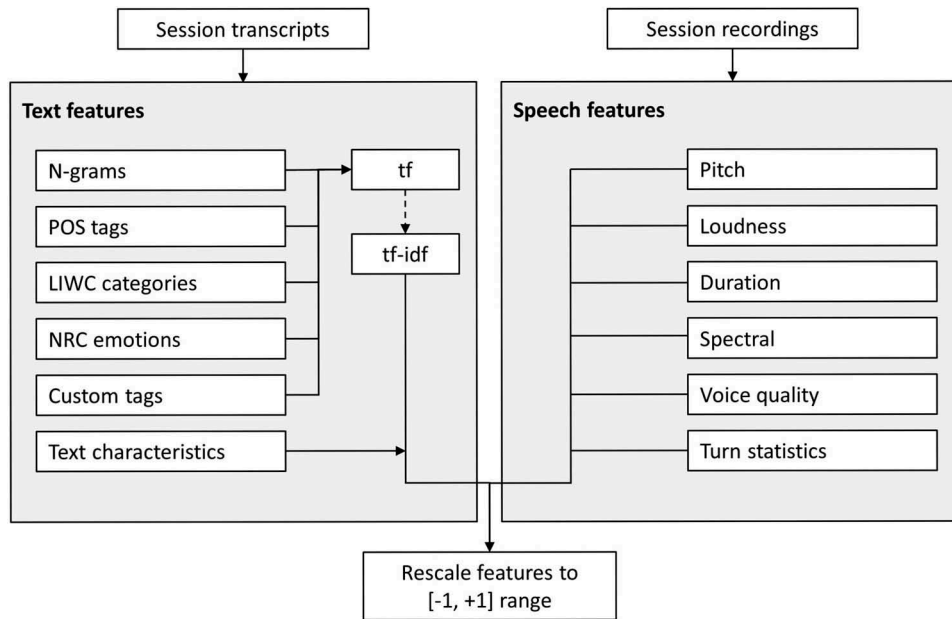 Session transcripts
Session recordings
Text features
N-grams
POS tags
LIWC categories
NRC emotions
Custom tags
Text characteristics
tf
tf-idf
Speech features
Pitch
Loudness
Duration
Spectral
Voice quality
Turn statistics
Rescale features to
[-1, +1] range